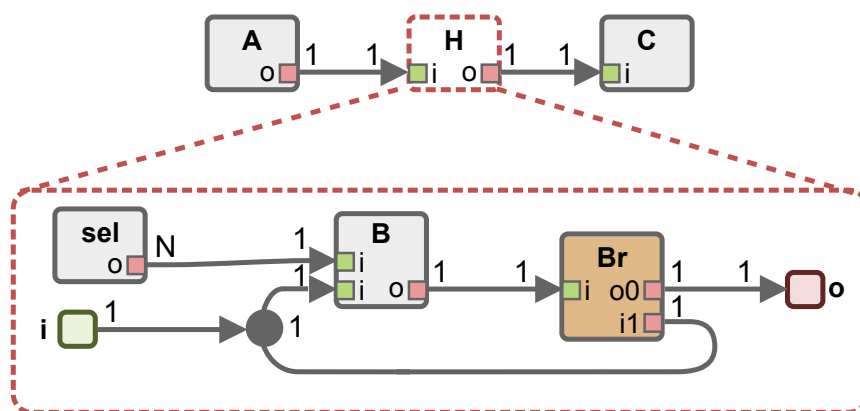 A H C
1 1 1 1
o i o i
sel B
N 1
o i
1 Br
i o 1 1 1 1
i 1 i o0 o
1 i1 1